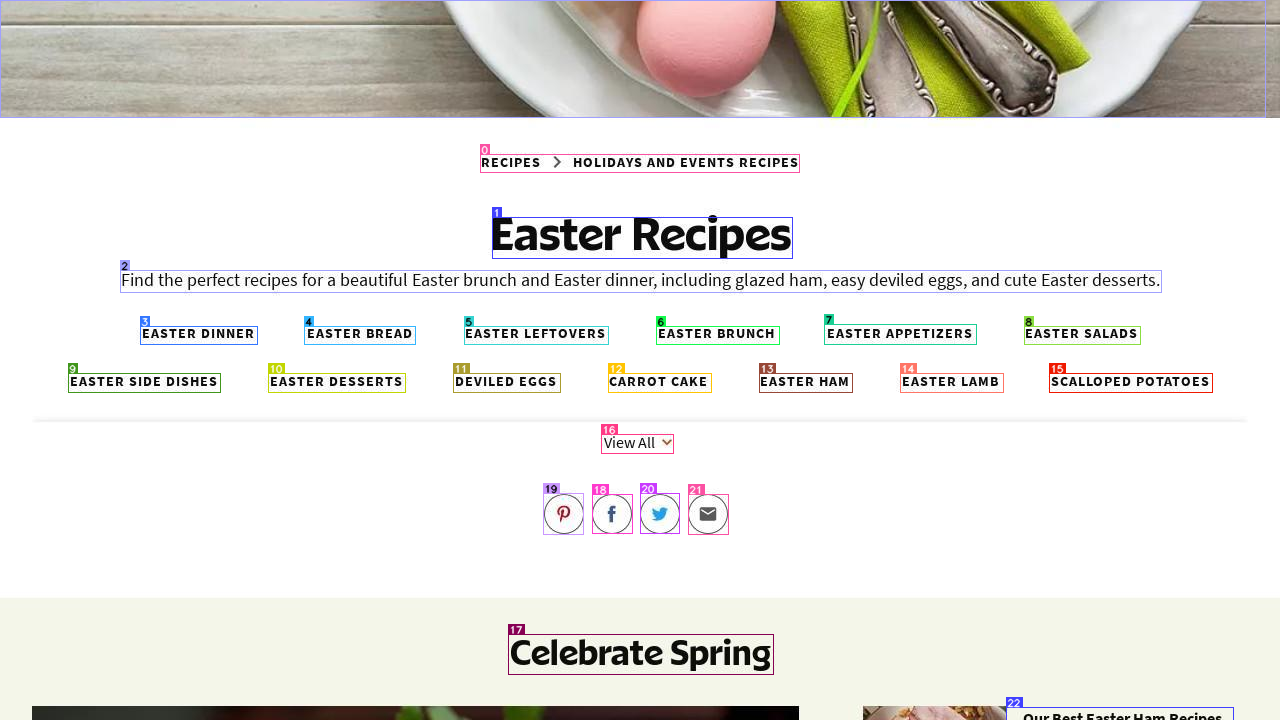 0
RECIPES > HOLIDAYS AND EVENTS RECIPES
1
Easter Recipes
2
Find the perfect recipes for a beautiful Easter brunch and Easter dinner, including glazed ham, easy deviled eggs, and cute Easter desserts.
3 4 5 6 7 8
EASTER DINNER EASTER BREAD EASTER LEFTOVERS EASTER BRUNCH EASTER APPETIZERS EASTER SALADS
9 10 11 12 13 14 15
EASTER SIDE DISHES EASTER DESSERTS DEVILED EGGS CARROT CAKE EASTER HAM EASTER LAMB SCALLOPED POTATOES
16
View All
19 18 20 21
17
Celebrate Spring
22
Our Best Easter Ham Recipes